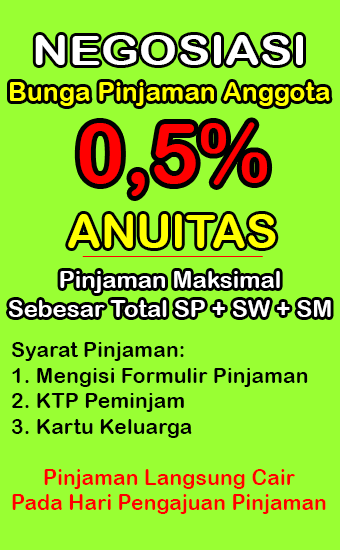 NEGOSIASI
Bunga Pinjaman Anggota
0,5%
ANUITAS
Pinjaman Maksimal
Sebesar Total SP + SW + SM
Syarat Pinjaman:
1. Mengisi Formulir Pinjaman
2. KTP Peminjam
3. Kartu Keluarga
Pinjaman Langsung Cair
Pada Hari Pengajuan Pinjaman